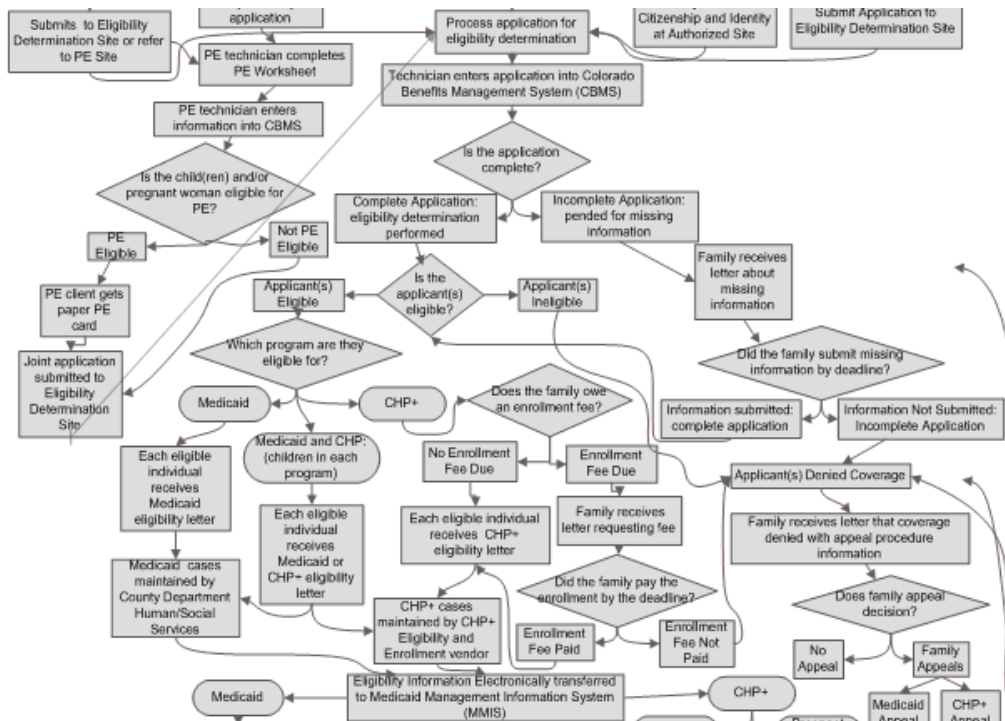 Submits to Eligibility
Determination Site or refer
to PE Site
application
PE technician completes
PE Worksheet
PE technician enters
information into CBMS
Is the child(ren) and/or
pregnant woman eligible for
PE?
PE
Eligible
Not PE
Eligible
PE client gets
paper PE
card
Joint application
submitted to
Eligibility
Determination
Site
Process application for
eligibility determination
Citizenship and Identity
at Authorized Site
Submit Application to
Eligibility Determination Site
Technician enters application into Colorado
Benefits Management System (CBMS)
Is the application
complete?
Complete Application:
eligibility determination
performed
Incomplete Application:
pended for missing
information
Family receives
letter about
missing
information
Applicant(s)
Eligible
Is the
applicant(s)
eligible?
Applicant(s)
Ineligible
Which program are they
eligible for?
Did the family submit missing
information by deadline?
Medicaid
CHP+
Does the family owe
an enrollment fee?
Information submitted:
complete application
Information Not Submitted:
Incomplete Application
Medicaid and CHP:
(children in each
program)
No Enrollment
Fee Due
Enrollment
Fee Due
Applicant(s) Denied Coverage
Each eligible
individual
receives
Medicaid
eligibility letter
Each eligible
individual
receives
Medicaid or
CHP+ eligibility
letter
Each eligible individual
receives CHP+
eligibility letter
Family receives
letter requesting fee
Family receives letter that coverage
denied with appeal procedure
information
Medicaid cases
maintained by
County Department
Human/Social
Services
CHP+ cases
maintained by CHP+
Eligibility and
Enrollment vendor
Did the family pay the
enrollment by the deadline?
Enrollment
Fee Paid
Enrollment
Fee Not
Paid
Does family appeal
decision?
No
Appeal
Family
Appeals
Medicaid
Eligibility Information Electronically transferred
to Medicaid Management Information System
(MMIS)
CHP+
Medicaid
Appeal
CHP+
Appeal